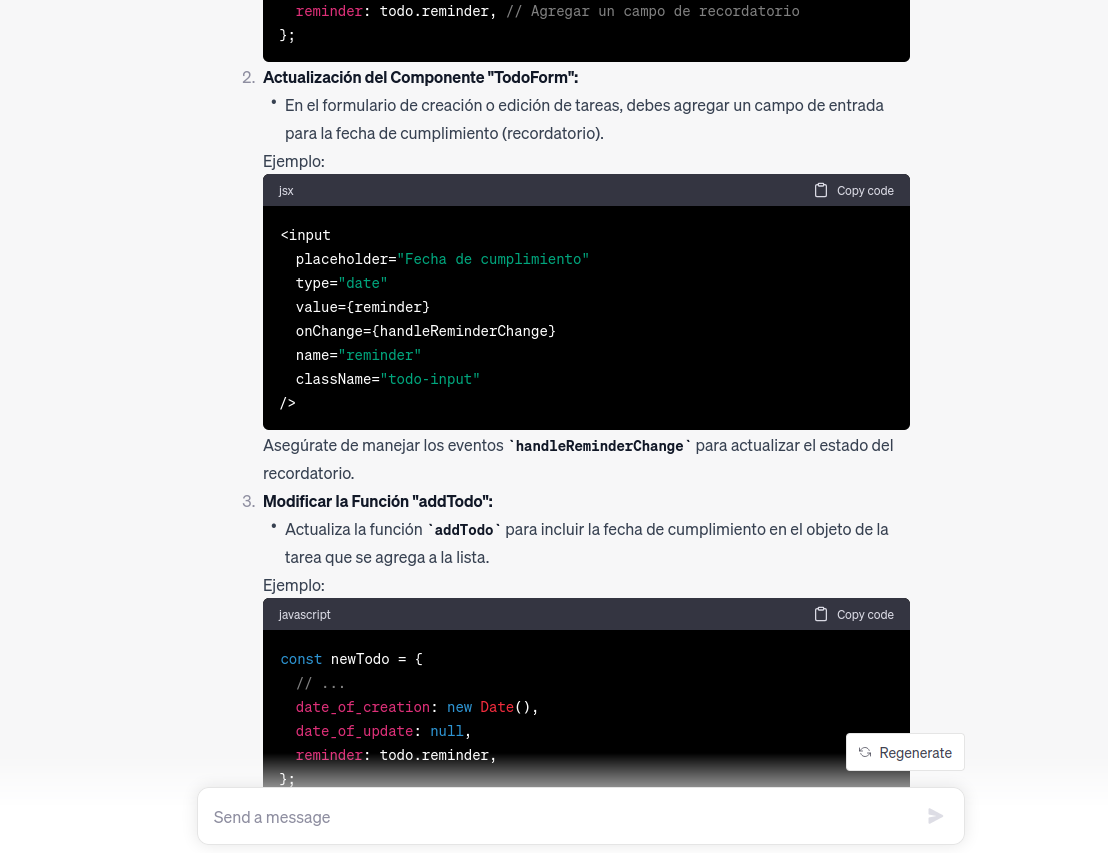 reminder: todo.reminder, // Agregar un campo de recordatorio
};
2. Actualización del Componente "TodoForm":
• En el formulario de creación o edición de tareas, debes agregar un campo de entrada
para la fecha de cumplimiento (recordatorio).
Ejemplo:
jsx Copy code
<input
placeholder="Fecha de cumplimiento"
type="date"
value={reminder}
onChange={handleReminderChange}
name="reminder"
className="todo-input"
/>
Asegúrate de manejar los eventos `handleReminderChange` para actualizar el estado del
recordatorio.
3. Modificar la Función "addTodo":
• Actualiza la función `addTodo` para incluir la fecha de cumplimiento en el objeto de la
tarea que se agrega a la lista.
Ejemplo:
javascript Copy code
const newTodo = {
// ...
date_of_creation: new Date(),
date_of_update: null,
reminder: todo.reminder,
};
Regenerate
Send a message